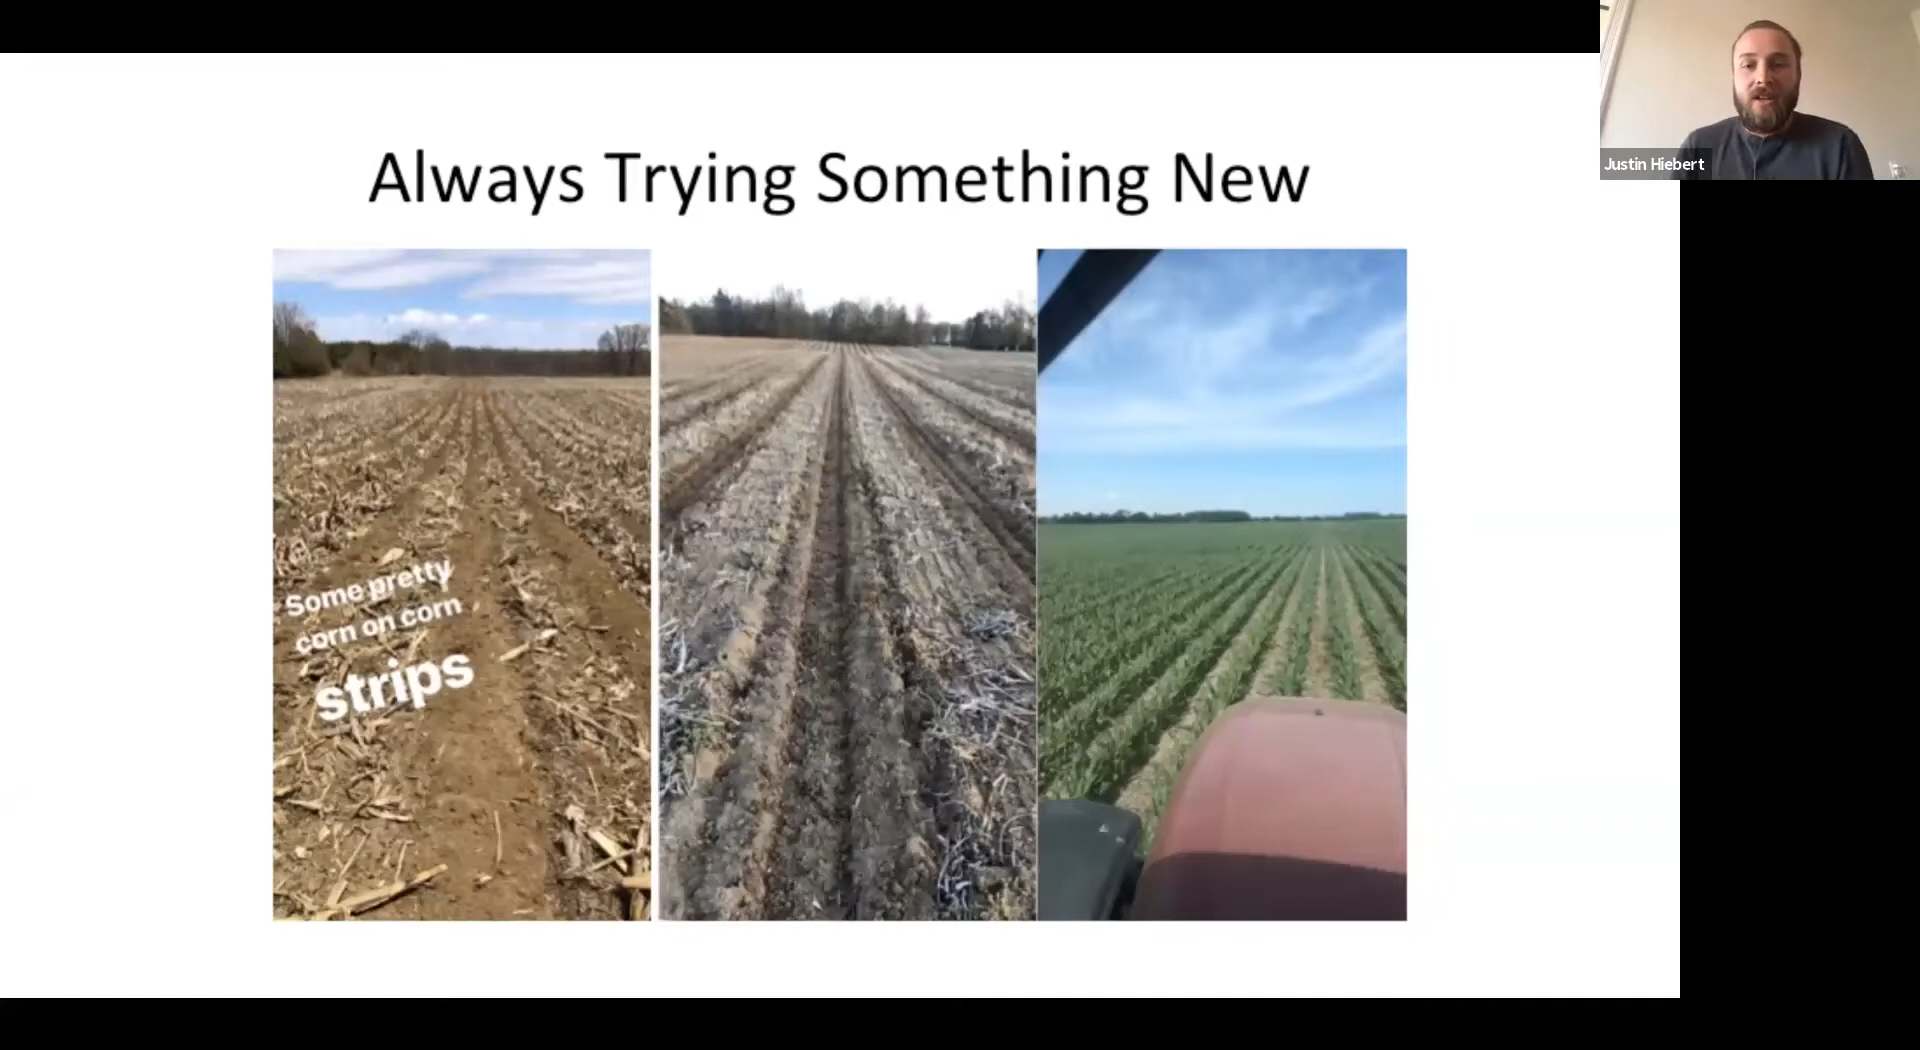 Always Trying Something New
Justin Hiebert
Some pretty
corn on corn
strips